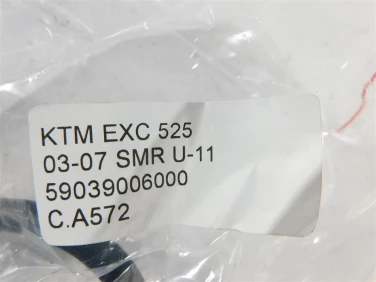 KTM EXC 525
03-07 SMR U-11
59039006000
C.A572